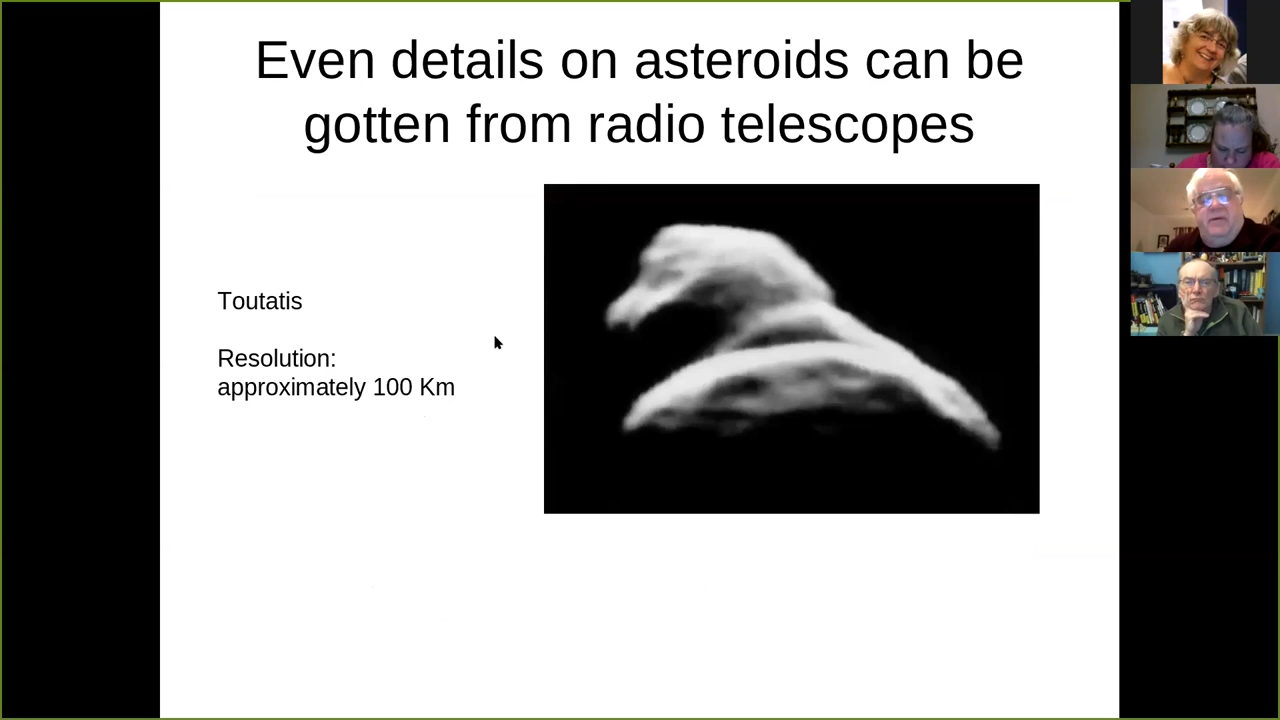 Even details on asteroids can be
gotten from radio telescopes
Toutatis
Resolution:
approximately 100 Km